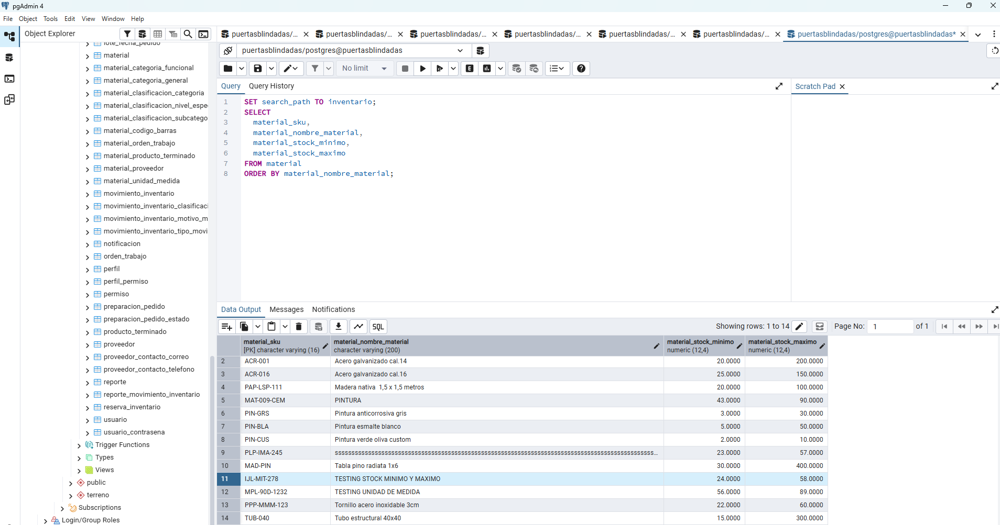 pgAdmin 4
File Object Tools Edit View Window Help
Object Explorer
puertasblindadas/... puertasblindadas/... puertasblindadas/... puertasblindadas/... puertasblindadas/... puertasblindadas/... puertasblindadas/postgres@puertasblindadas*
puertasblindadas/postgres@puertasblindadas
No limit
E
Query Query History
Scratch Pad
1 SET search_path TO inventario;
2 SELECT
3 material_sku,
4 material_nombre_material,
5 material_stock_minimo,
6 material_stock_maximo
7 FROM material
8 ORDER BY material_nombre_material;
lote_fecha_pedido
material
material_categoria_funcional
material_categoria_general
material_clasificacion_categoria
material_clasificacion_nivel_espe
material_clasificacion_subcatego
material_codigo_barras
material_orden_trabajo
material_producto_terminado
material_proveedor
material_unidad_medida
movimiento_inventario
movimiento_inventario_clasificaci
movimiento_inventario_motivo_m
movimiento_inventario_tipo_movi
notificacion
orden_trabajo
perfil
perfil_permiso
permiso
preparacion_pedido
preparacion_pedido_estado
producto_terminado
proveedor
proveedor_contacto_correo
proveedor_contacto_telefono
reporte
reporte_movimiento_inventario
reserva_inventario
usuario
usuario_contrasena
Trigger Functions
Types
Views
public
terreno
Subscriptions
Login/Group Roles
Data Output Messages Notifications
SQL
Showing rows: 1 to 14
Page No: 1 of 1
material_sku material_nombre_material material_stock_minimo material_stock_maximo
[PK] character varying (16) character varying (200) numeric (12,4) numeric (12,4)
2 ACR-001 Acero galvanizado cal.14 20.0000 200.0000
3 ACR-016 Acero galvanizado cal.16 25.0000 150.0000
4 PAP-LSP-111 Madera nativa 1,5 x 1,5 metros 20.0000 100.0000
5 MAT-009-CEM PINTURA 43.0000 90.0000
6 PIN-GRS Pintura anticorrosiva gris 3.0000 30.0000
7 PIN-BLA Pintura esmalte blanco 5.0000 50.0000
8 PIN-CUS Pintura verde oliva custom 2.0000 10.0000
9 PLP-IMA-245 ssssssssssssssssssssssssssssssssssssssssssssssssssssssssssssssssssssssssssssssssssssssssssssssss... 23.0000 57.0000
10 MAD-PIN Tabla pino radiata 1x6 30.0000 400.0000
11 IJL-MIT-278 TESTING STOCK MINIMO Y MAXIMO 24.0000 58.0000
12 MPL-90D-1232 TESTING UNIDAD DE MEDIDA 56.0000 89.0000
13 PPP-MMM-123 Tornillo acero inoxidable 3cm 22.0000 60.0000
14 TUB-040 Tubo estructural 40x40 15.0000 300.0000